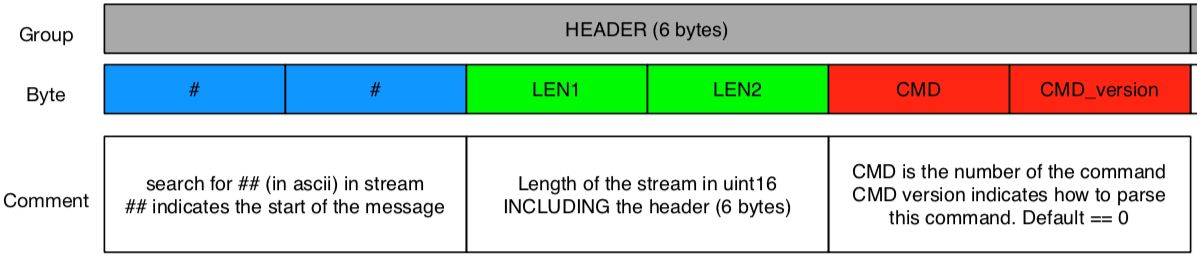 Group
HEADER (6 bytes)
Byte
#
#
LEN1
LEN2
CMD
CMD_version
Comment
search for ## (in ascii) in stream
## indicates the start of the message
Length of the stream in uint16
INCLUDING the header (6 bytes)
CMD is the number of the command
CMD version indicates how to parse
this command. Default == 0